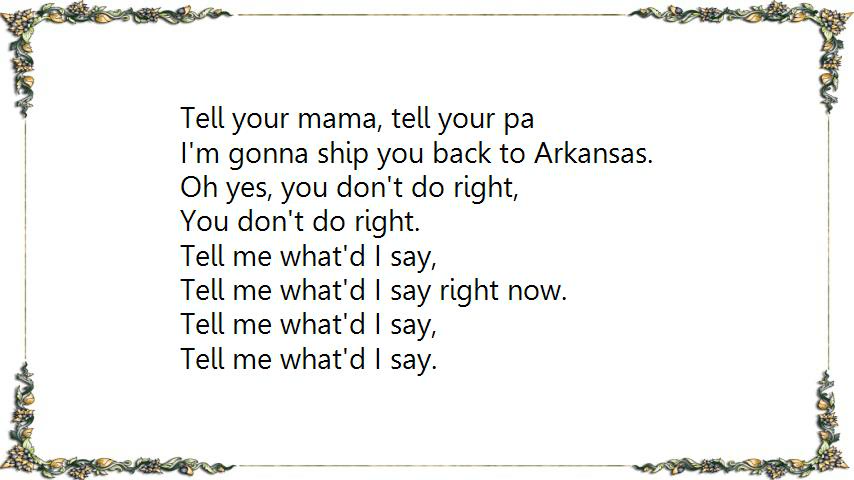 Tell your mama, tell your pa
I'm gonna ship you back to Arkansas.
Oh yes, you don't do right,
You don't do right.
Tell me what'd I say,
Tell me what'd I say right now.
Tell me what'd I say,
Tell me what'd I say.